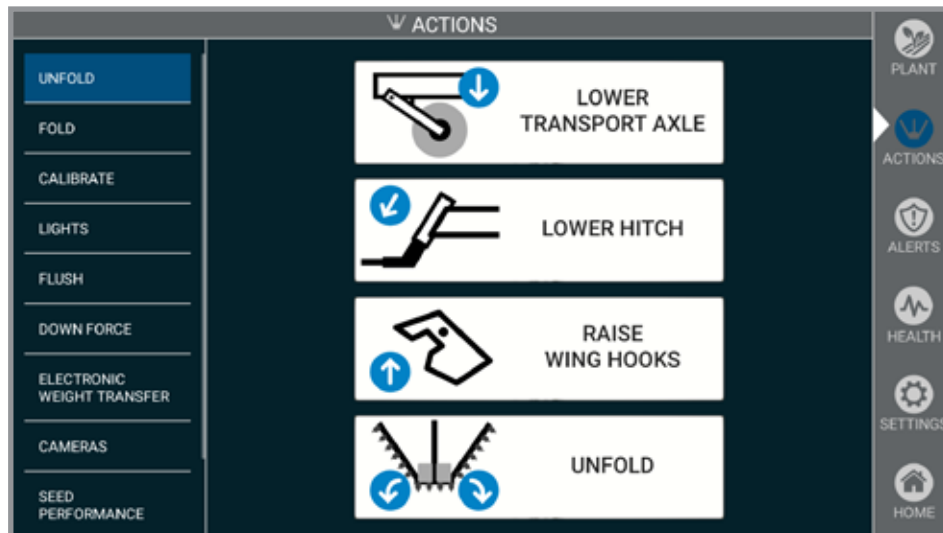 ACTIONS
UNFOLD
FOLD
CALIBRATE
LIGHTS
FLUSH
DOWN FORCE
ELECTRONIC
WEIGHT TRANSFER
CAMERAS
SEED
PERFORMANCE
LOWER
TRANSPORT AXLE
LOWER HITCH
RAISE
WING HOOKS
UNFOLD
PLANT
ACTIONS
ALERTS
HEALTH
SETTINGS
HOME